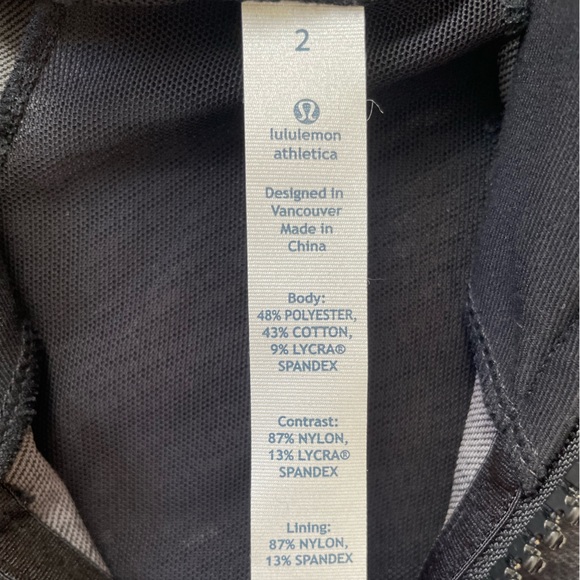 2
lululemon
athletica
Designed in
Vancouver
Made in
China
Body:
48% POLYESTER,
43% COTTON,
9% LYCRA®
SPANDEX
Contrast:
87% NYLON,
13% LYCRA®
SPANDEX
Lining:
87% NYLON,
13% SPANDEX